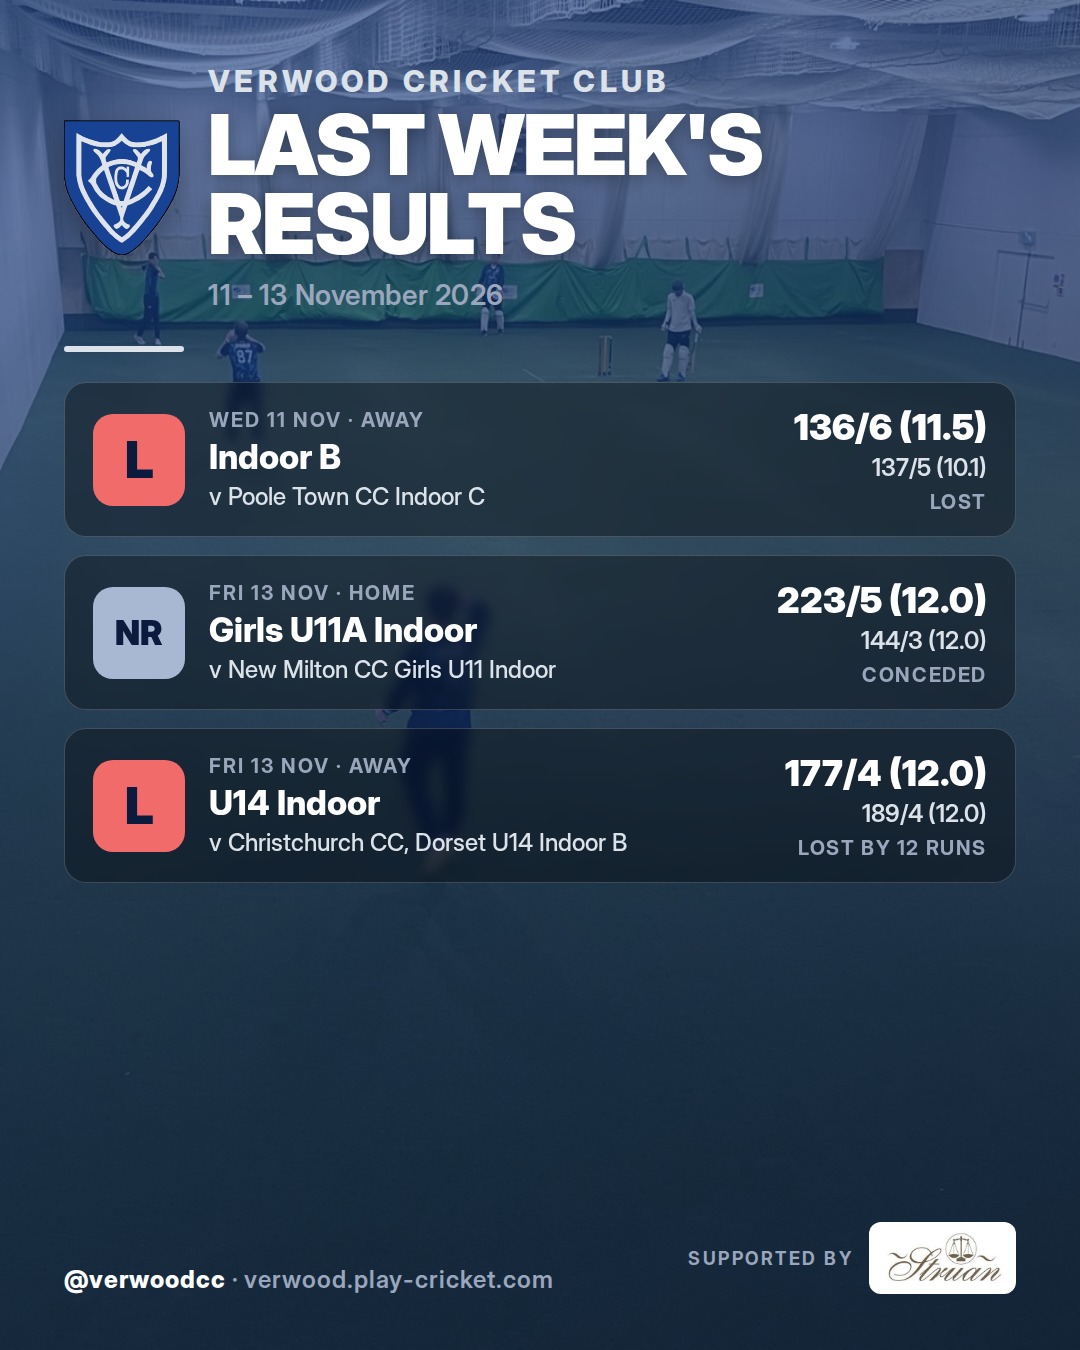 VERWOOD CRICKET CLUB
LAST WEEK'S
RESULTS
11 – 13 November 2026
87
L
WED 11 NOV · AWAY
Indoor B
v Poole Town CC Indoor C
136/6 (11.5)
137/5 (10.1)
LOST
NR
FRI 13 NOV · HOME
Girls U11A Indoor
v New Milton CC Girls U11 Indoor
223/5 (12.0)
144/3 (12.0)
CONCEDED
L
FRI 13 NOV · AWAY
U14 Indoor
v Christchurch CC, Dorset U14 Indoor B
177/4 (12.0)
189/4 (12.0)
LOST BY 12 RUNS
@verwoodcc · verwood.play-cricket.com
SUPPORTED BY
Struan